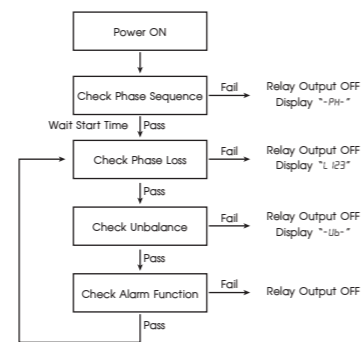 Power ON
Check Phase Sequence
Fail
Relay Output OFF
Display "-PH-"
Wait Start Time
Pass
Check Phase Loss
Fail
Relay Output OFF
Display "L 123"
Pass
Check Unbalance
Fail
Relay Output OFF
Display "-Ub-"
Pass
Check Alarm Function
Fail
Relay Output OFF
Pass